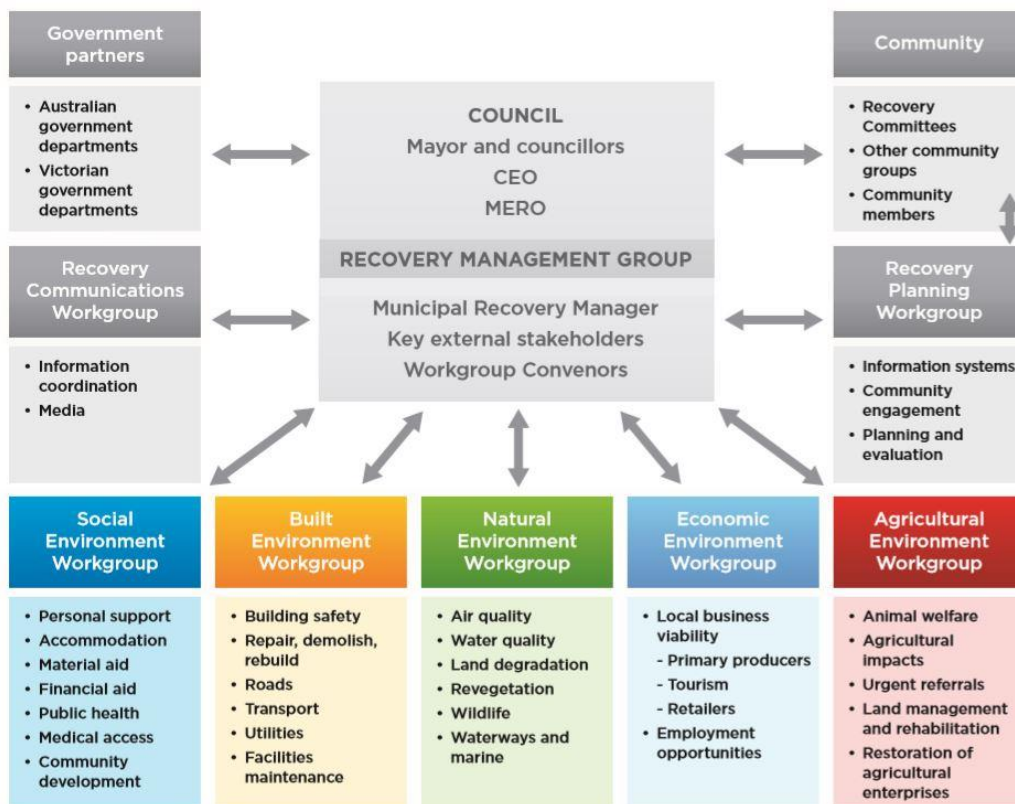 Government
partners
• Australian
government
departments
• Victorian
government
departments
COUNCIL
Mayor and councillors
CEO
MERO
RECOVERY MANAGEMENT GROUP
Municipal Recovery Manager
Key external stakeholders
Workgroup Convenors
Community
• Recovery
Committees
• Other community
groups
• Community
members
Recovery
Communications
Workgroup
• Information
coordination
• Media
Recovery
Planning
Workgroup
• Information systems
• Community
engagement
• Planning and
evaluation
Social
Environment
Workgroup
• Personal support
• Accommodation
• Material aid
• Financial aid
• Public health
• Medical access
• Community
development
Built
Environment
Workgroup
• Building safety
• Repair, demolish,
rebuild
• Roads
• Transport
• Utilities
• Facilities
maintenance
Natural
Environment
Workgroup
• Air quality
• Water quality
• Land degradation
• Revegetation
• Wildlife
• Waterways and
marine
Economic
Environment
Workgroup
• Local business
viability
- Primary producers
- Tourism
- Retailers
• Employment
opportunities
Agricultural
Environment
Workgroup
• Animal welfare
• Agricultural
impacts
• Urgent referrals
• Land management
and rehabilitation
• Restoration of
agricultural
enterprises